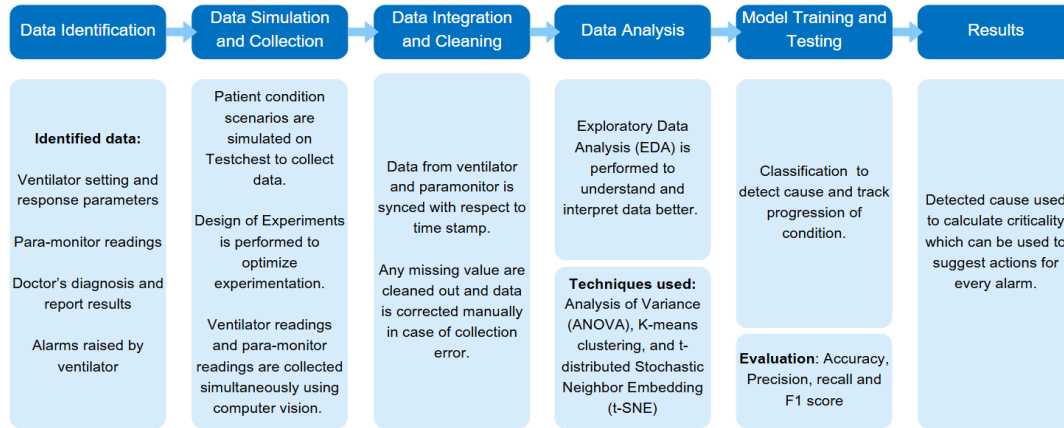 Data Identification
Data Simulation
and Collection
Data Integration
and Cleaning
Data Analysis
Model Training and
Testing
Results
Identified data:
Ventilator setting and
response parameters
Para-monitor readings
Doctor's diagnosis and
report results
Alarms raised by
ventilator
Patient condition
scenarios are
simulated on
Testchest to collect
data.
Design of Experiments
is performed to
optimize
experimentation.
Ventilator readings
and para-monitor
readings are collected
simultaneously using
computer vision.
Data from ventilator
and paramonitor is
synced with respect to
time stamp.
Any missing value are
cleaned out and data
is corrected manually
in case of collection
error.
Exploratory Data
Analysis (EDA) is
performed to
understand and
interpret data better.
Techniques used:
Analysis of Variance
(ANOVA), K-means
clustering, and t-
distributed Stochastic
Neighbor Embedding
(t-SNE)
Classification to
detect cause and track
progression of
condition.
Evaluation: Accuracy,
Precision, recall and
F1 score
Detected cause used
to calculate criticality,
which can be used to
suggest actions for
every alarm.